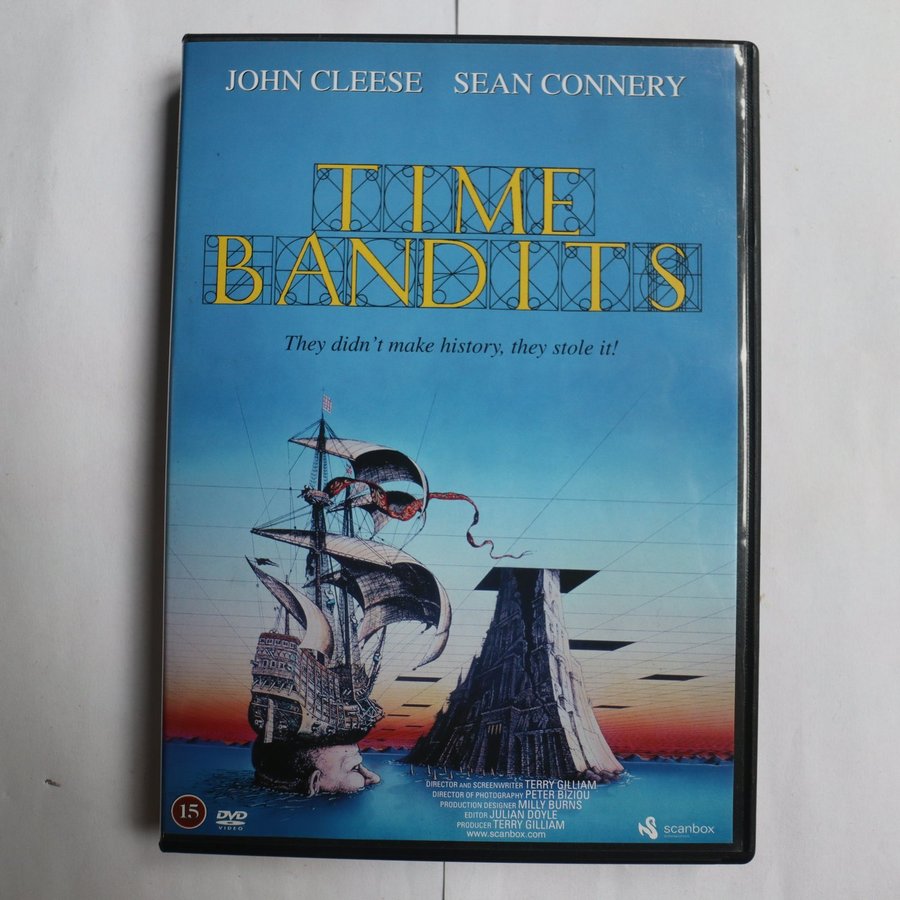 JOHN CLEESE SEAN CONNERY
TIME
BANDITS
They didn't make history, they stole it!
DIRECTOR AND SCREENWRITER TERRY GILLIAM
DIRECTOR OF PHOTOGRAPHY PETER BIZIOU
PRODUCTION DESIGNER MILLY BURNS
EDITOR JULIAN DOYLE
PRODUCER TERRY GILLIAM
www.scanbox.com
15
DVD
VIDEO
scanbox